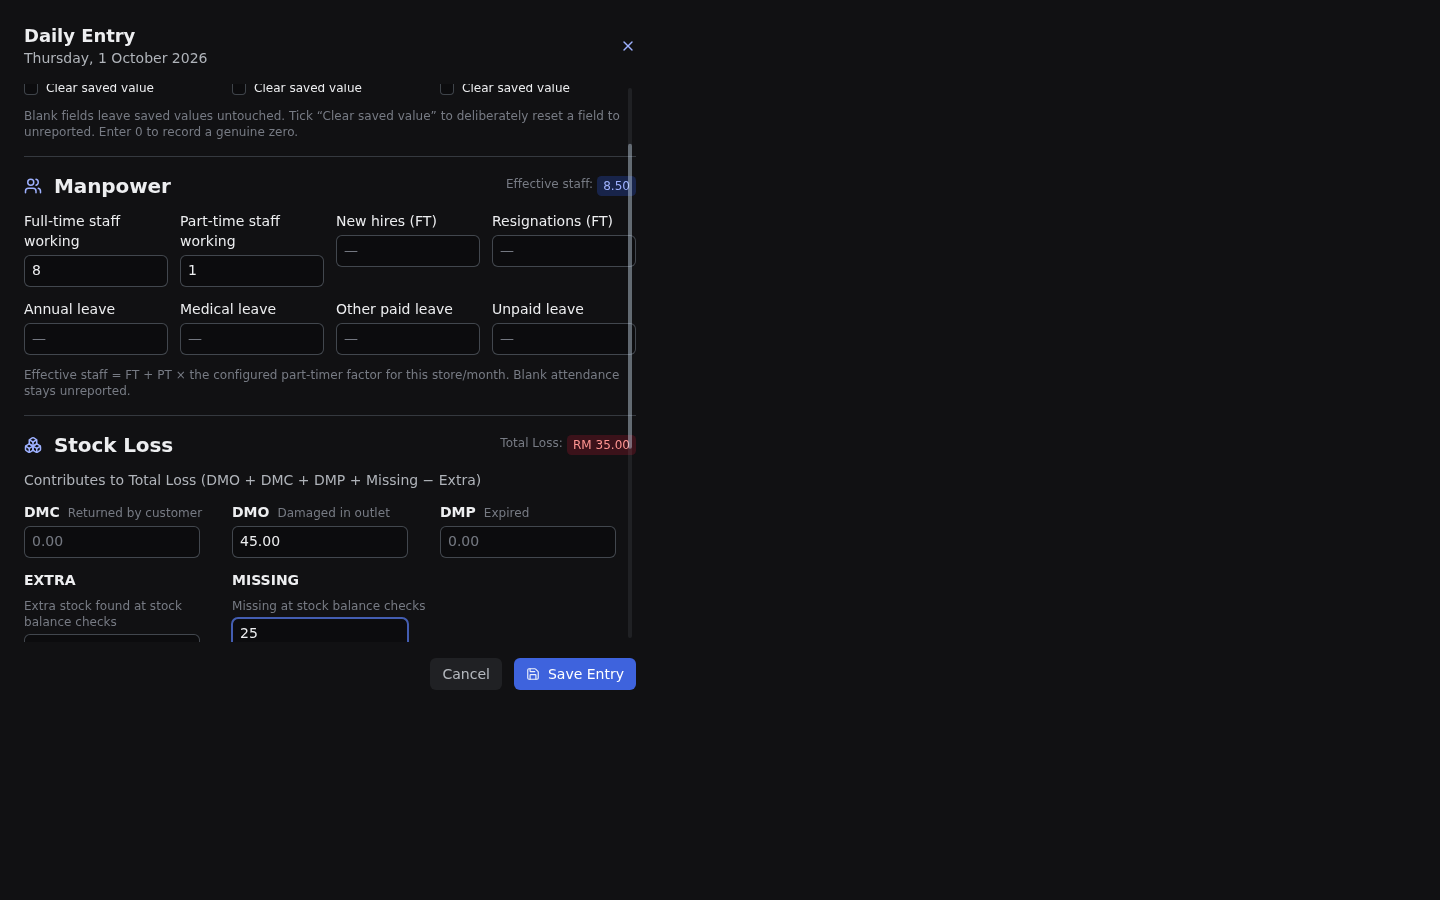 Daily Entry
Thursday, 1 October 2026
Clear saved value Clear saved value Clear saved value
Blank fields leave saved values untouched. Tick “Clear saved value” to deliberately reset a field to
unreported. Enter 0 to record a genuine zero.
Manpower Effective staff: 8.50
Full-time staff working Part-time staff working New hires (FT) Resignations (FT)
8 1 — —
Annual leave Medical leave Other paid leave Unpaid leave
— — — —
Effective staff = FT + PT × the configured part-timer factor for this store/month. Blank attendance
stays unreported.
Stock Loss Total Loss: RM 35.00
Contributes to Total Loss (DMO + DMC + DMP + Missing − Extra)
DMC Returned by customer DMO Damaged in outlet DMP Expired
0.00 45.00 0.00
EXTRA MISSING
Extra stock found at stock balance checks Missing at stock balance checks
25
Cancel Save Entry